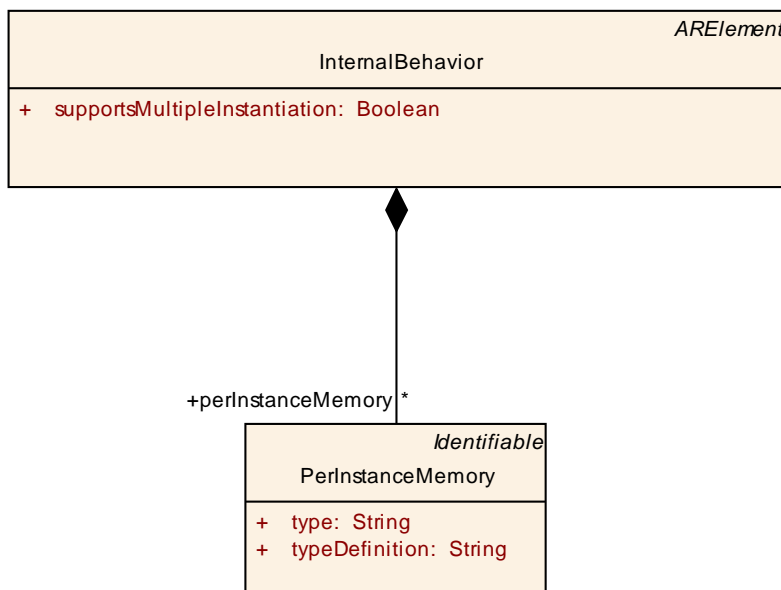 ARElement
InternalBehavior
+ supportsMultipleInstantiation: Boolean
+perInstanceMemory *
Identifiable
PerInstanceMemory
+ type: String
+ typeDefinition: String